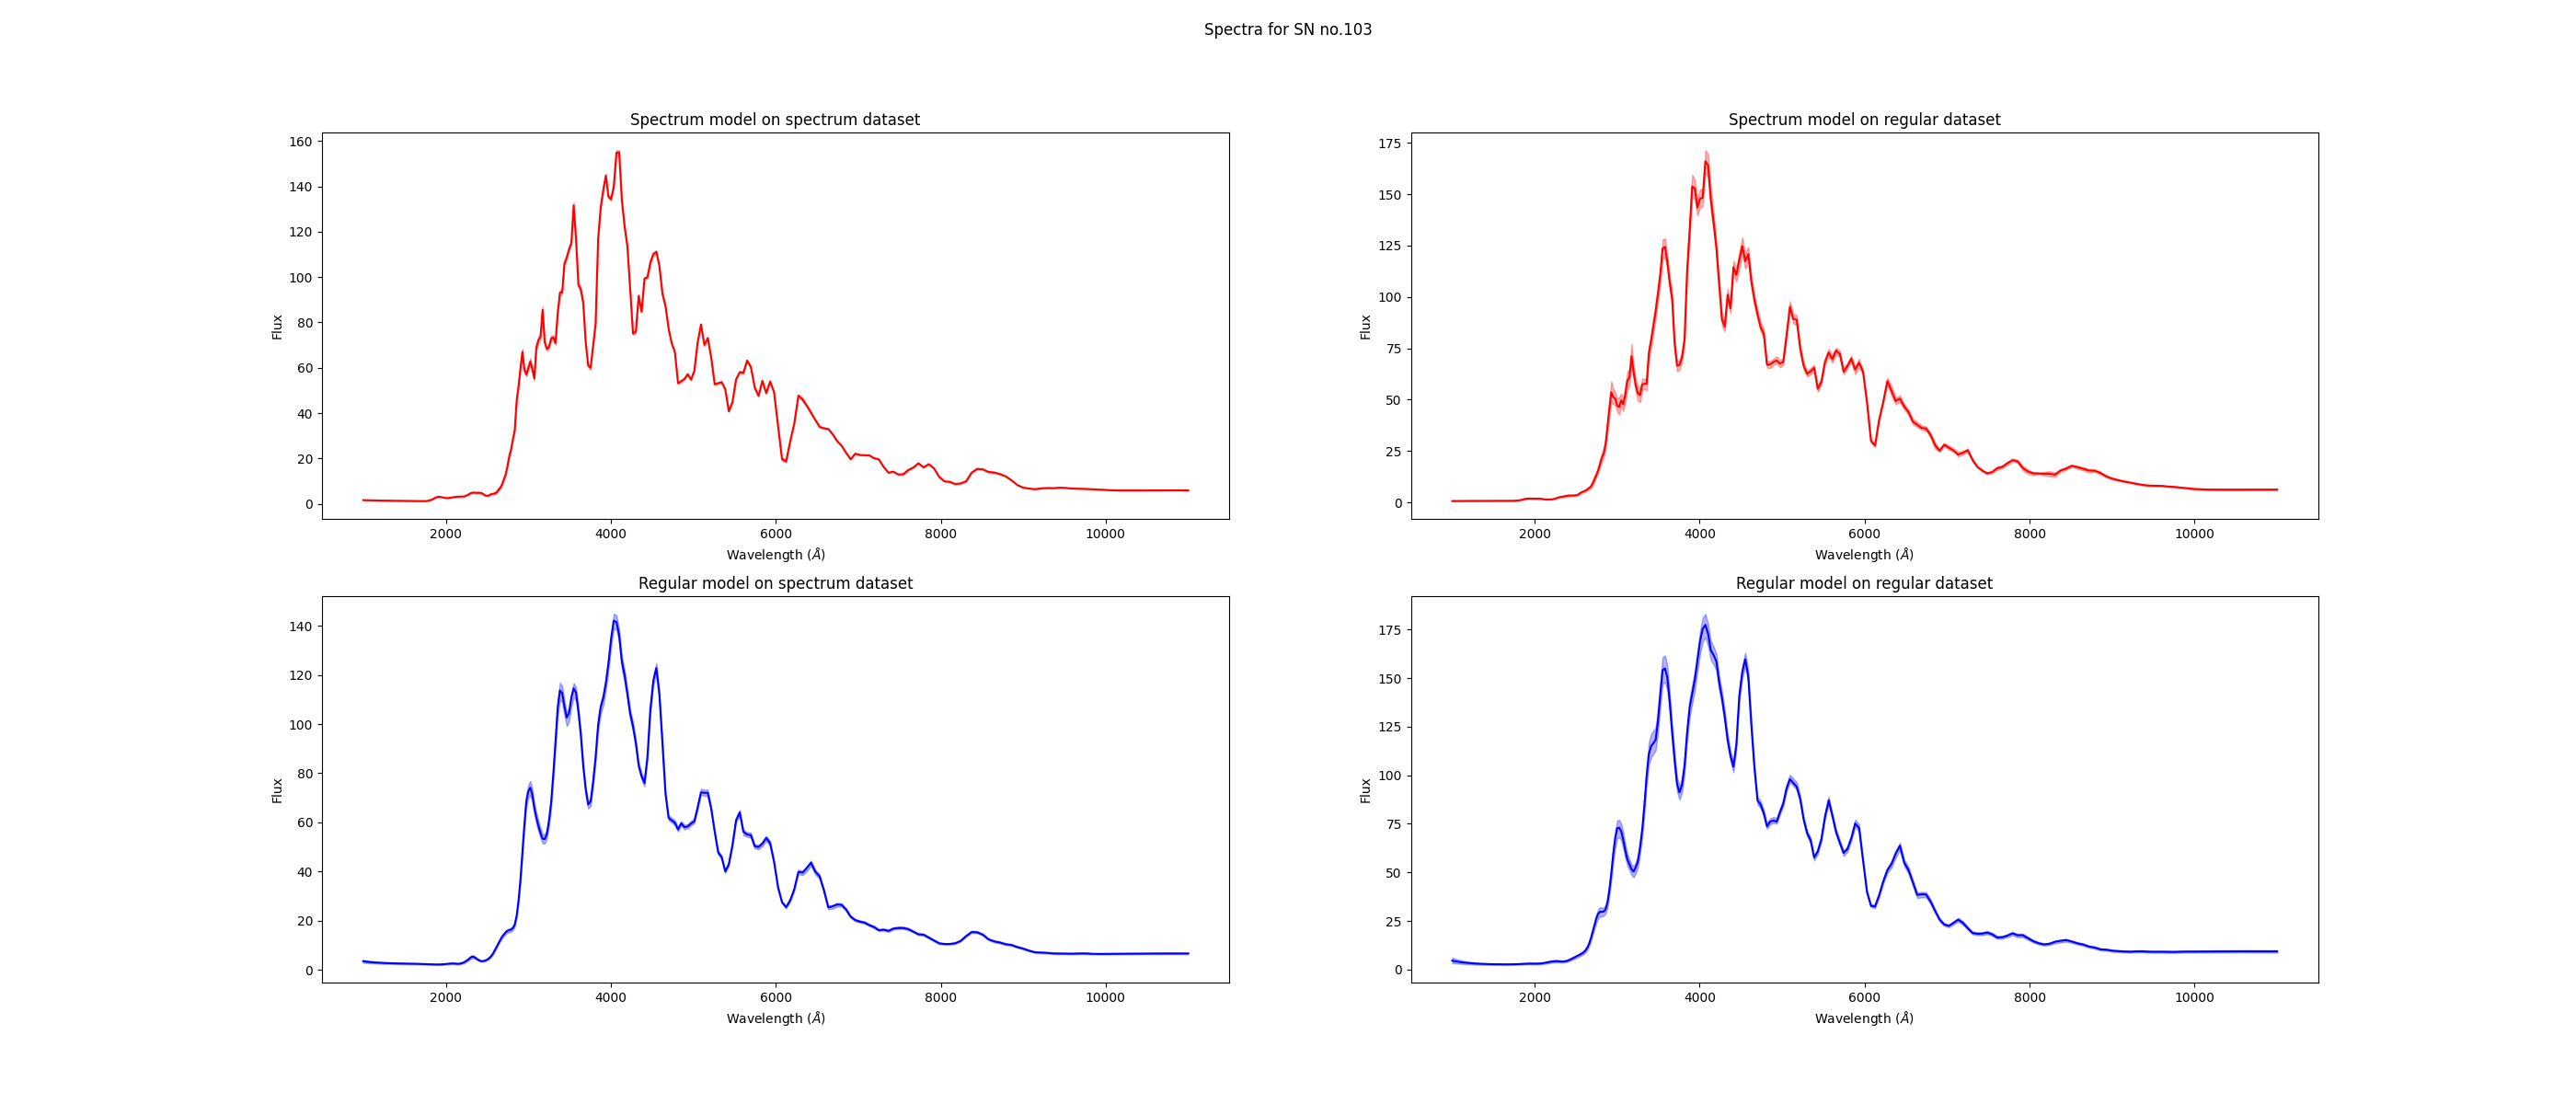 Spectra for SN no.103
Spectrum model on spectrum dataset
160
140
120
100
80
60
40
20
0
Flux
2000 4000 6000 8000 10000
Wavelength (Å)
Spectrum model on regular dataset
175
150
125
100
75
50
25
0
Flux
2000 4000 6000 8000 10000
Wavelength (Å)
Regular model on spectrum dataset
140
120
100
80
60
40
20
0
Flux
2000 4000 6000 8000 10000
Wavelength (Å)
Regular model on regular dataset
175
150
125
100
75
50
25
0
Flux
2000 4000 6000 8000 10000
Wavelength (Å)